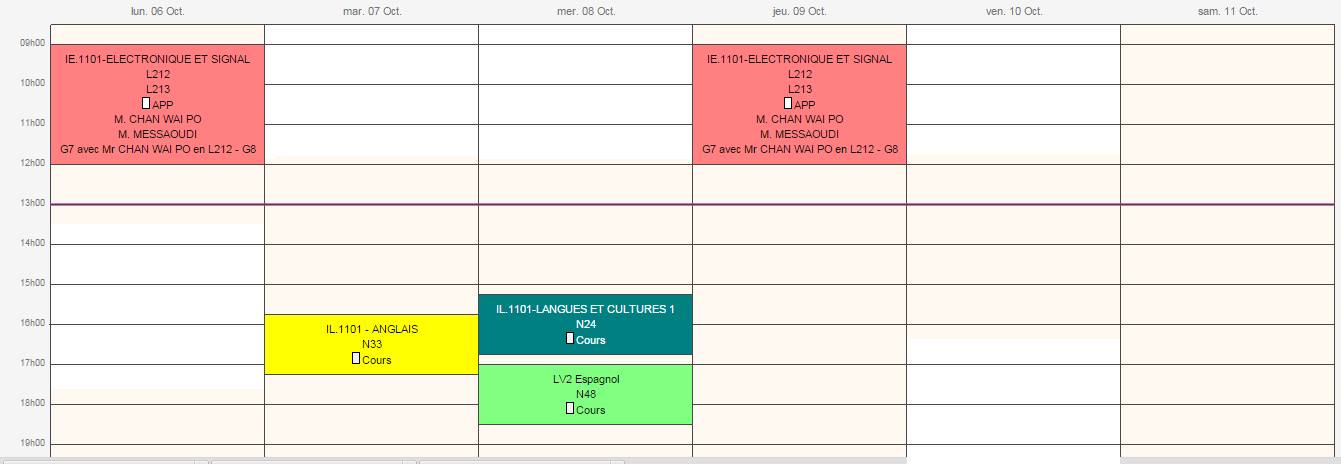 lun. 06 Oct.
mar. 07 Oct.
mer. 08 Oct.
jeu. 09 Oct.
ven. 10 Oct.
sam. 11 Oct.
09h00
10h00
11h00
12h00
13h00
14h00
15h00
16h00
17h00
18h00
19h00
IE.1101-ELECTRONIQUE ET SIGNAL
L212
L213
APP
M. CHAN WAI PO
M. MESSAOUDI
G7 avec Mr CHAN WAI PO en L212 - G8
IL.1101 - ANGLAIS
N33
Cours
IL.1101-LANGUES ET CULTURES 1
N24
Cours
LV2 Espagnol
N48
Cours
IE.1101-ELECTRONIQUE ET SIGNAL
L212
L213
APP
M. CHAN WAI PO
M. MESSAOUDI
G7 avec Mr CHAN WAI PO en L212 - G8